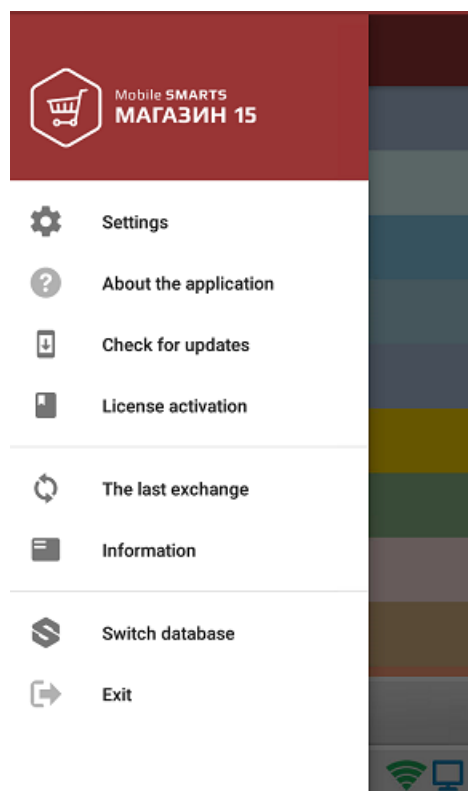 Mobile SMARTS
МАГАЗИН 15
Settings
About the application
Check for updates
License activation
The last exchange
Information
Switch database
Exit